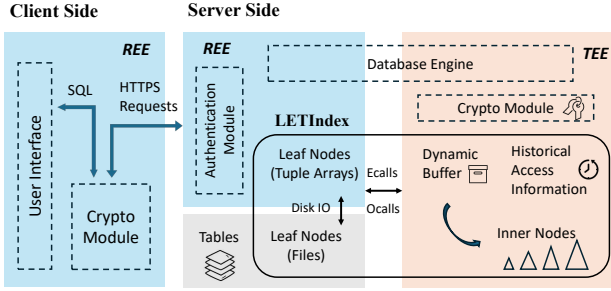 Client Side
Server Side
REE
REE
TEE
SQL
HTTPS
Requests
User Interface
Crypto
Module
Authentication
Module
Database Engine
Crypto Module
LETIndex
Leaf Nodes
(Tuple Arrays)
Ecalls
Ocalls
Disk IO
Leaf Nodes
(Files)
Tables
Dynamic
Buffer
Historical
Access
Information
Inner Nodes